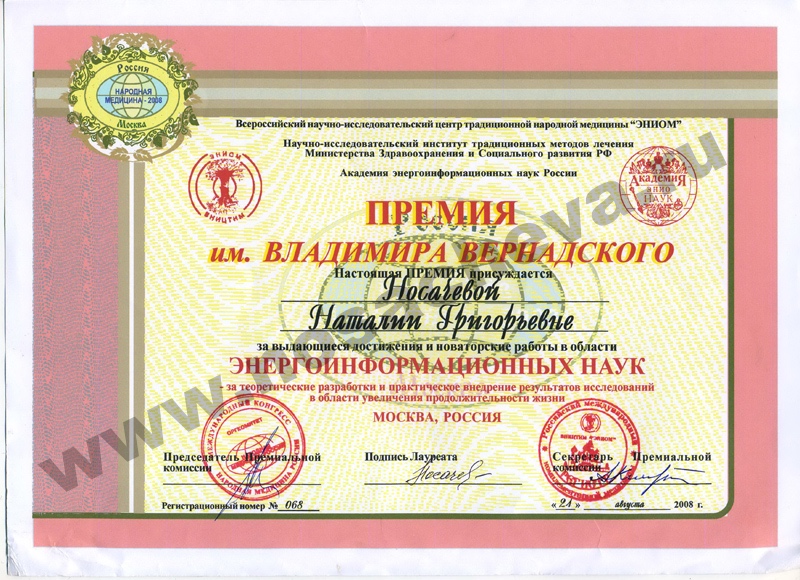 Россия
НАРОДНАЯ
МЕДИЦИНА - 2008
Москва
Всероссийский научно-исследовательский центр традиционной народной медицины "ЭНИОМ"
Научно-исследовательский институт традиционных методов лечения
Министерства Здравоохранения и Социального развития РФ
Академия энергоинформационных наук России
ЭНИОМ
ВНИЦТНМ
Академия
ЭНИО
НАУК
ПРЕМИЯ
Россия
им. ВЛАДИМИРА ВЕРНАДСКОГО
Настоящая ПРЕМИЯ присуждается
Носачевой
Наталии Григорьевне
за выдающиеся достижения и новаторские работы в области
ЭНЕРГОИНФОРМАЦИОННЫХ НАУК
- за теоретические разработки и практическое внедрение результатов исследований
в области увеличения продолжительности жизни
МОСКВА, РОССИЯ
МЕЖДУНАРОДНЫЙ КОНГРЕСС
ОРГКОМИТЕТ
НАРОДНАЯ МЕДИЦИНА РОССИИ
Российский международный
ВНИЦТНМ "ЭНИОМ"
Председатель Премиальной
комиссии
Подпись Лауреата
Носачев
Секретарь Премиальной
комиссии
Регистрационный номер № 068
«21» августа 2008 г.